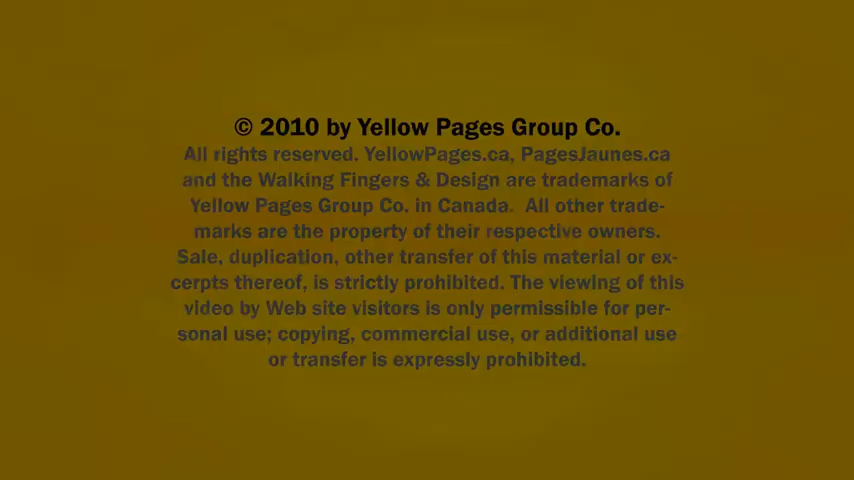 © 2010 by Yellow Pages Group Co.
All rights reserved. YellowPages.ca, PagesJaunes.ca
and the Walking Fingers & Design are trademarks of
Yellow Pages Group Co. in Canada.  All other trade-
marks are the property of their respective owners.
Sale, duplication, other transfer of this material or ex-
cerpts thereof, is strictly prohibited. The viewing of this
video by Web site visitors is only permissible for per-
sonal use; copying, commercial use, or additional use
or transfer is expressly prohibited.